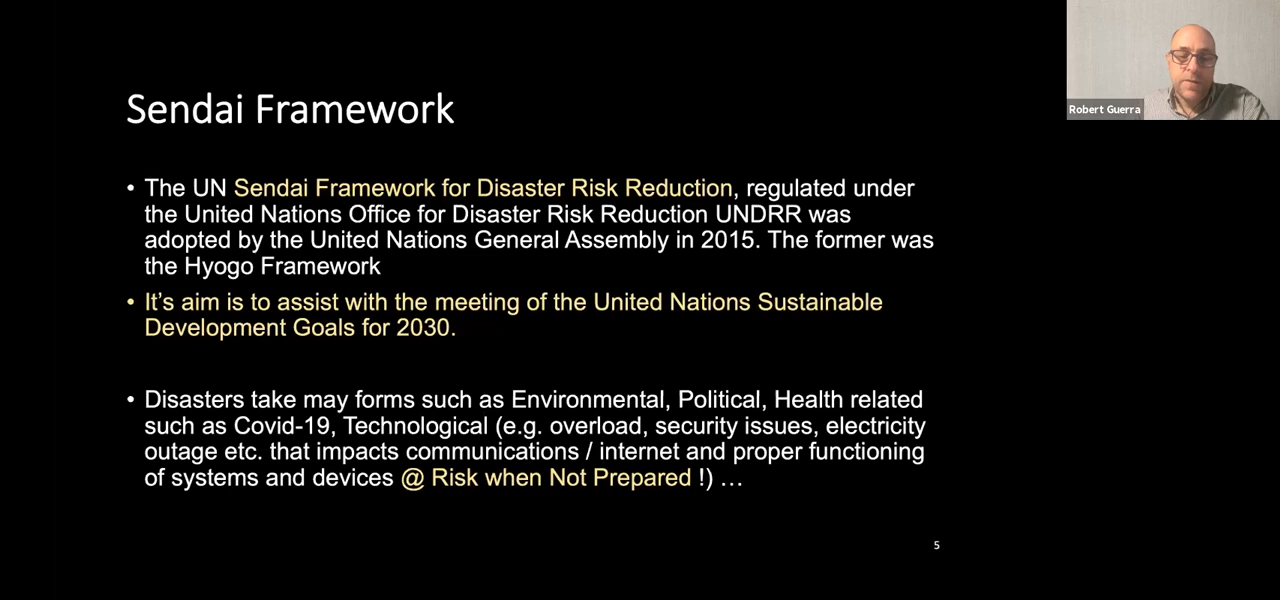 Sendai Framework
• The UN Sendai Framework for Disaster Risk Reduction, regulated under
the United Nations Office for Disaster Risk Reduction UNDRR was
adopted by the United Nations General Assembly in 2015. The former was
the Hyogo Framework
• It’s aim is to assist with the meeting of the United Nations Sustainable
Development Goals for 2030.
• Disasters take may forms such as Environmental, Political, Health related
such as Covid-19, Technological (e.g. overload, security issues, electricity
outage etc. that impacts communications / internet and proper functioning
of systems and devices @ Risk when Not Prepared !) …
5
Robert Guerra